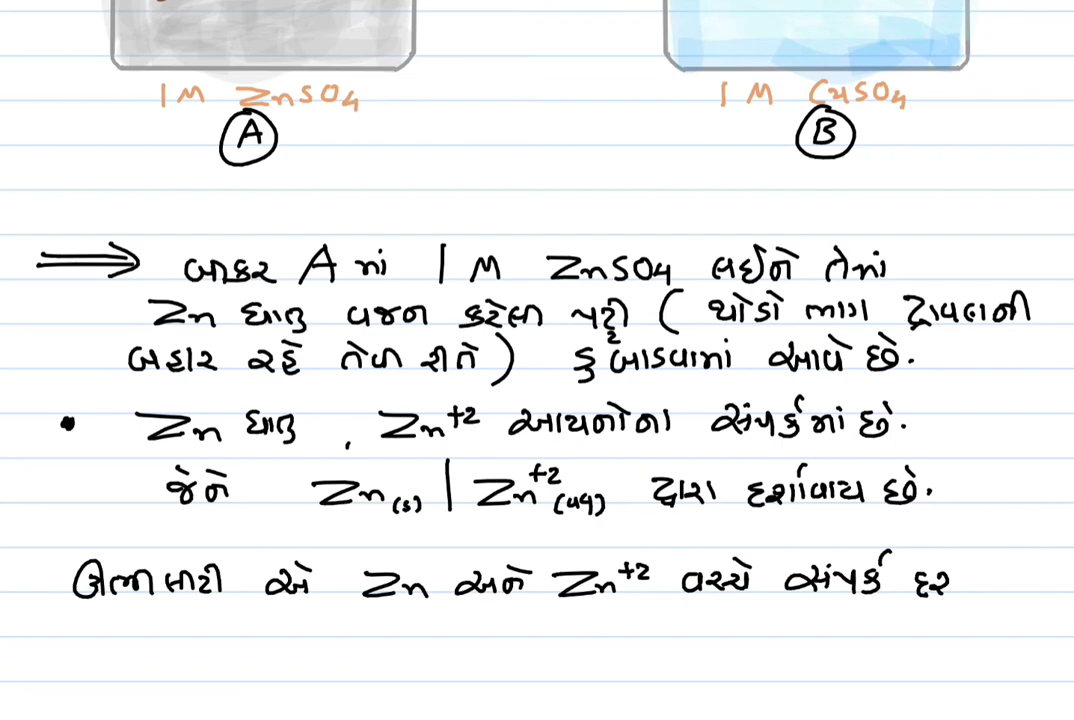 1 M ZnSO4 1 M CuSO4
A B
⟹ બીકર A માં 1 M ZnSO4 લઈને તેમાં
Zn ધાતુ વજન કરેલી પટ્ટી ( થોડો ભાગ દ્રાવણની
બહાર રહે તેવી રીતે ) ડુબાડવામાં આવે છે.
• Zn ધાતુ , Zn+2 આયનોના સંપર્કમાં છે.
જેને Zn(s) | Zn+2(aq) દ્વારા દર્શાવાય છે.
ઊભી લીટી એ Zn અને Zn+2 વચ્ચે સંપર્ક દર